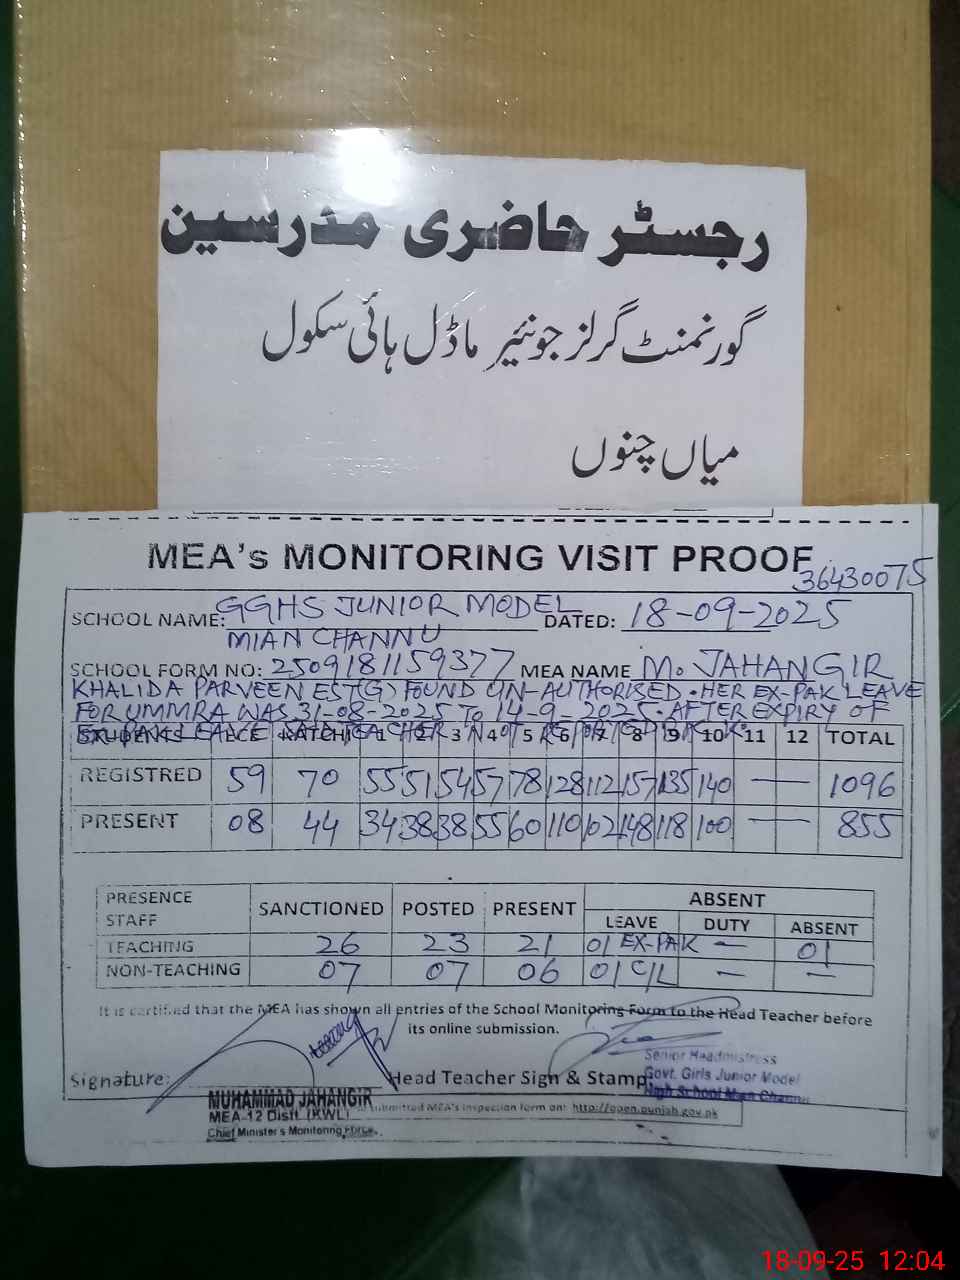 رجسٹر حاضری مدرسین
گورنمنٹ گرلز جونئیر ماڈل ہائی سکول
میاں چنوں
MEA's MONITORING VISIT PROOF
36430075
SCHOOL NAME: GGHS JUNIOR MODEL DATED: 18-09-2025
MIAN CHANNU
SCHOOL FORM NO: 2509181159377 MEA NAME M. JAHANGIR
KHALIDA PARVEEN EST(G) FOUND UN-AUTHORISED. HER EX-PAK LEAVE
FOR UMMRA WAS 31-08-2025 TO 14-9-2025. AFTER EXPIRY OF
STUDENTS ECE KATCHI 1 2 3 4 5 6 7 8 9 10 11 12 TOTAL
REGISTRED 59 70 55 51 54 57 78 128 112 157 135 140 — 1096
PRESENT 08 44 34 38 38 55 60 110 102 148 118 100 — 855
PRESENCE STAFF SANCTIONED POSTED PRESENT ABSENT
LEAVE DUTY ABSENT
TEACHING 26 23 21 01 EX-PAK — 01
NON-TEACHING 07 07 06 01 C/L — —
It is certified that the MEA has shown all entries of the School Monitoring Form to the Head Teacher before
its online submission.
Senior Headmistress
Signature: Head Teacher Sign & Stamp: Govt. Girls Junior Model
High School Mian Channu
MUHAMMAD JAHANGIR
MEA-12 Distt. (KWL) submitted MEA's inspection form on: http://open.punjab.gov.pk
Chief Minister's Monitoring Force.
18-09-25 12:04